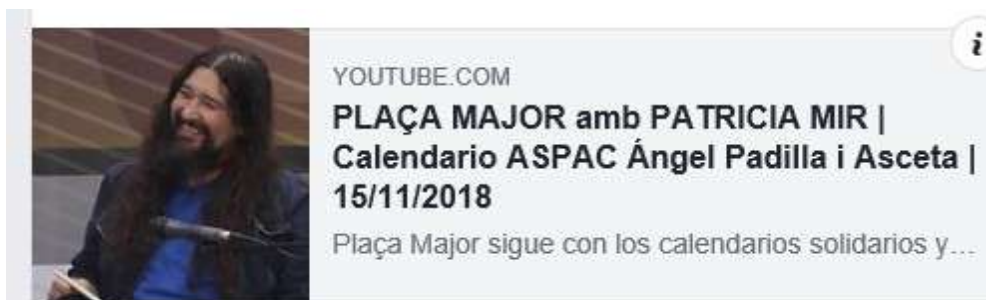 YOUTUBE.COM
PLAÇA MAJOR amb PATRICIA MIR |
Calendario ASPAC Ángel Padilla i Asceta |
15/11/2018
Plaça Major sigue con los calendarios solidarios y...
i